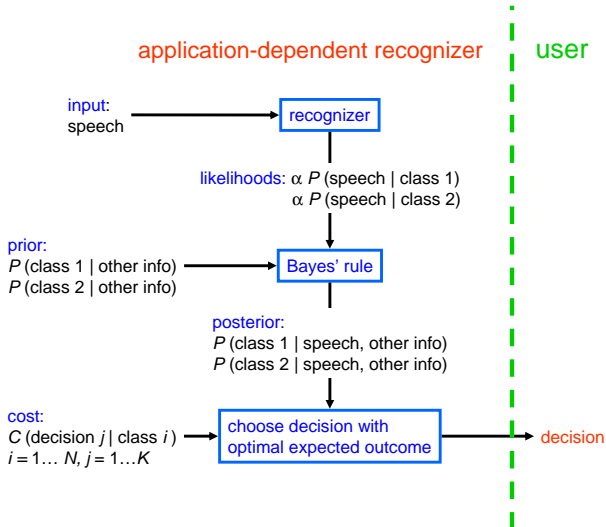 application-dependent recognizer
user
input:
speech
recognizer
likelihoods: α P (speech | class 1)
α P (speech | class 2)
prior:
P (class 1 | other info)
P (class 2 | other info)
Bayes' rule
posterior:
P (class 1 | speech, other info)
P (class 2 | speech, other info)
cost:
C (decision j | class i )
i = 1… N, j = 1…K
choose decision with
optimal expected outcome
decision